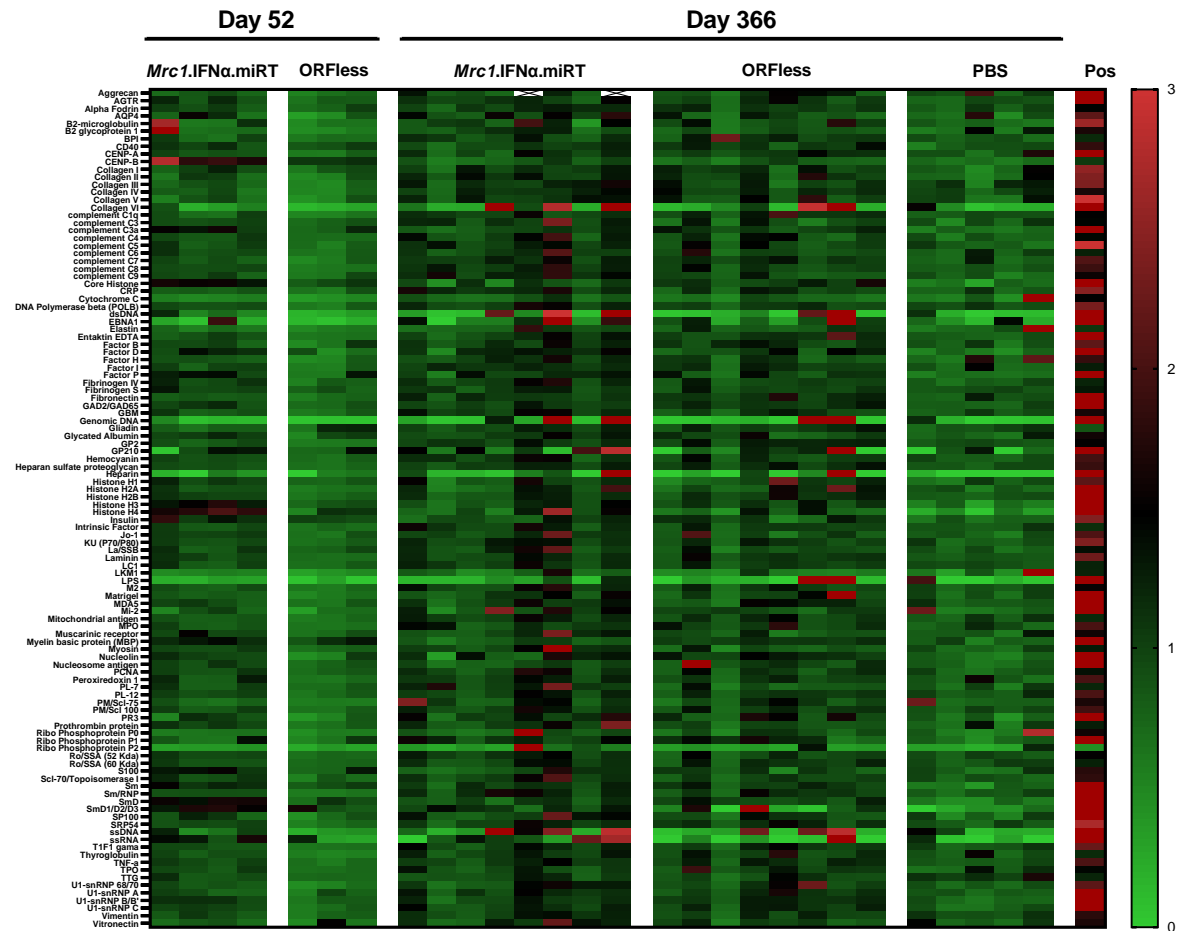 Day 52
Day 366
Mrc1.IFNα.miRT
ORFless
Mrc1.IFNα.miRT
ORFless
PBS
Pos
Aggrecan
AGTR
Alpha Fodrin
AQP4
B2-microglobulin
B2 glycoprotein 1
BPI
CD40
CENP-A
CENP-B
Collagen I
Collagen II
Collagen III
Collagen IV
Collagen V
Collagen VI
complement C1q
complement C3
complement C3a
complement C4
complement C5
complement C6
complement C7
complement C8
complement C9
Core Histone
CRP
Cytochrome C
DNA Polymerase beta (POLB)
dsDNA
EBNA1
Elastin
Entaktin EDTA
Factor B
Factor D
Factor H
Factor I
Factor P
Fibrinogen IV
Fibrinogen S
Fibronectin
GAD2/GAD65
GBM
Genomic DNA
Gliadin
Glycated Albumin
GP2
GP210
Hemocyanin
Heparan sulfate proteoglycan
Heparin
Histone H1
Histone H2A
Histone H2B
Histone H3
Histone H4
Insulin
Intrinsic Factor
Jo-1
KU (P70/P80)
La/SSB
Laminin
LC1
LKM1
LPS
M2
Matrigel
MDA5
Mi-2
Mitochondrial antigen
MPO
Muscarinic receptor
Myelin basic protein (MBP)
Myosin
Nucleolin
Nucleosome antigen
PCNA
Peroxiredoxin 1
PL-7
PL-12
PM/Scl-75
PM/Scl 100
PR3
Prothrombin protein
Ribo Phosphoprotein P0
Ribo Phosphoprotein P1
Ribo Phosphoprotein P2
Ro/SSA (52 Kda)
Ro/SSA (60 Kda)
S100
Scl-70/Topoisomerase I
Sm
Sm/RNP
SmD
SmD1/D2/D3
SP100
SRP54
ssDNA
ssRNA
T1F1 gama
Thyroglobulin
TNF-a
TPO
TTG
U1-snRNP 68/70
U1-snRNP A
U1-snRNP B/B'
U1-snRNP C
Vimentin
Vitronectin
3
2
1
0